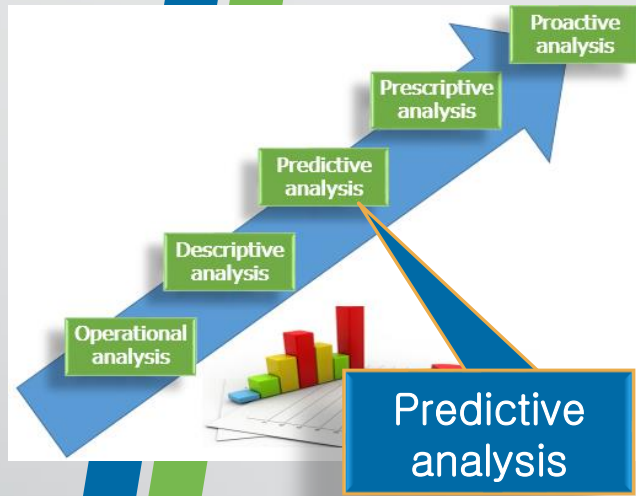 Proactive
analysis
Prescriptive
analysis
Predictive
analysis
Descriptive
analysis
Operational
analysis
Predictive
analysis